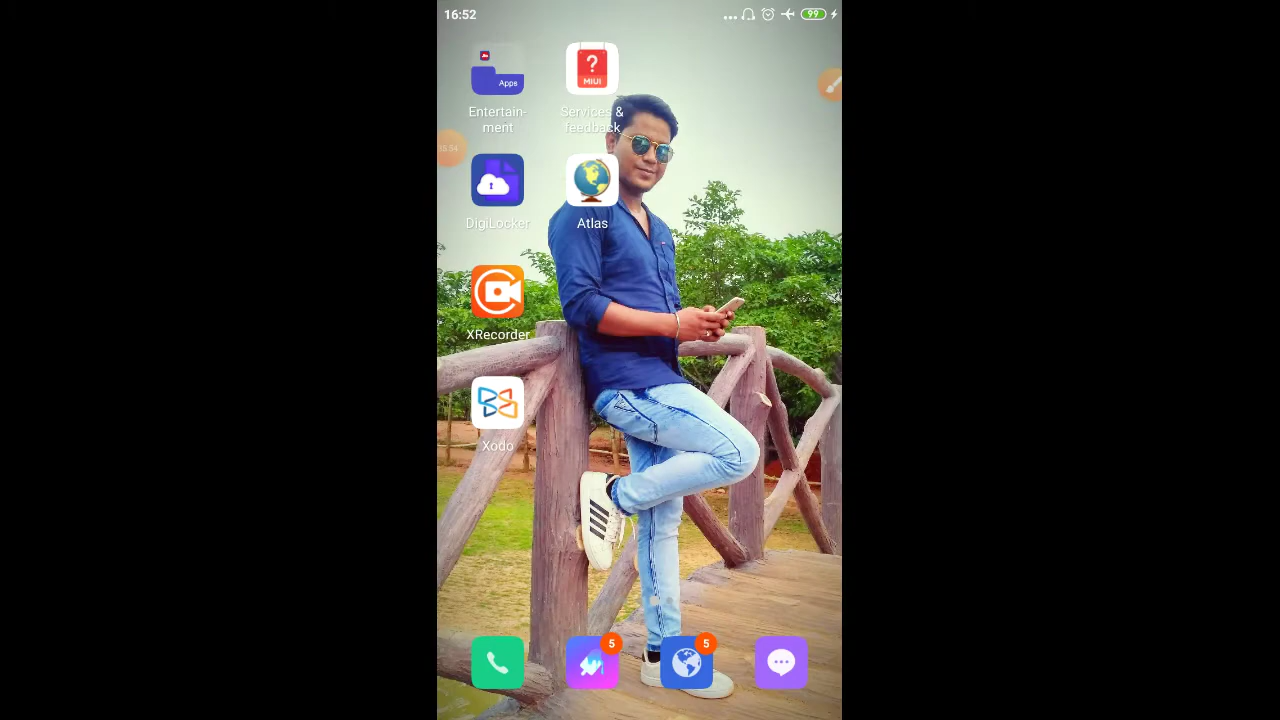 16:52
99
Apps
?
MIUI
Entertain-
ment
Services &
feedback
DigiLocker
Atlas
XRecorder
Xodo
5
5